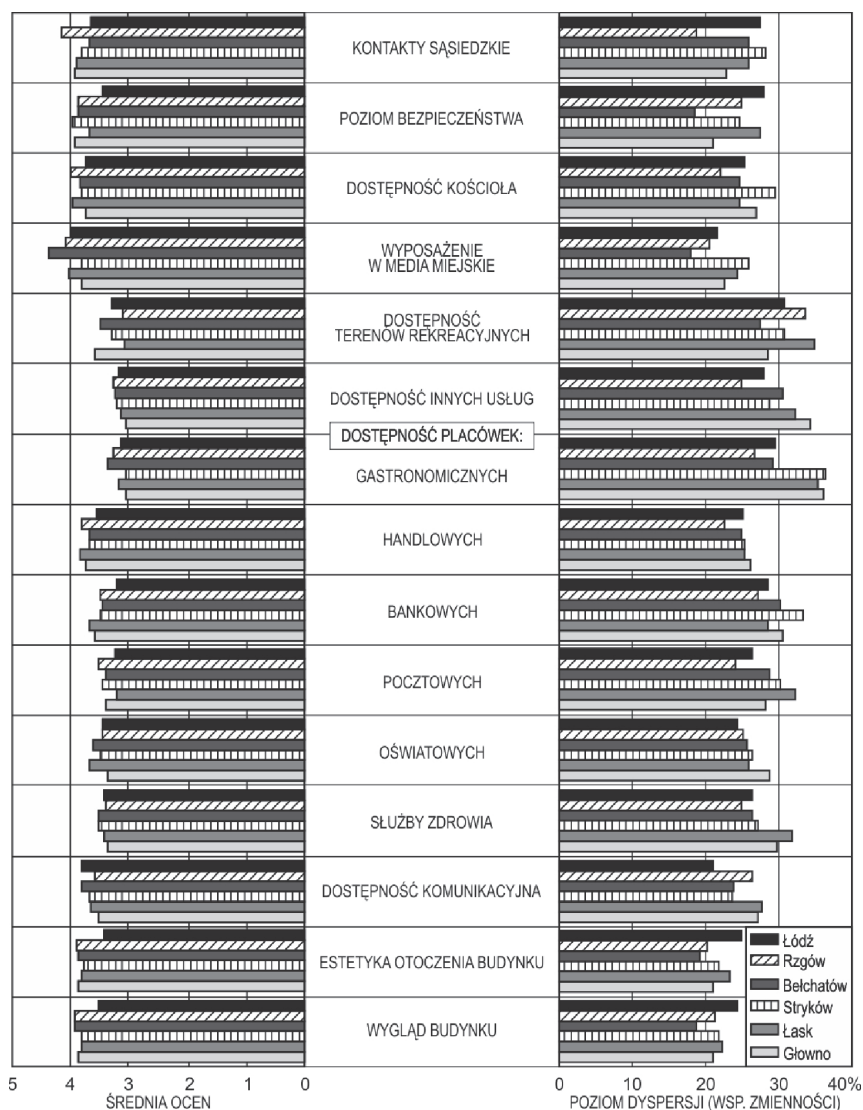 KONTAKTY SĄSIEDZKIE
POZIOM BEZPIECZEŃSTWA
DOSTĘPNOŚĆ KOŚCIOŁA
WYPOSAŻENIE
W MEDIA MIEJSKIE
DOSTĘPNOŚĆ
TERENÓW REKREACYJNYCH
DOSTĘPNOŚĆ INNYCH USŁUG
DOSTĘPNOŚĆ PLACÓWEK:
GASTRONOMICZNYCH
HANDLOWYCH
BANKOWYCH
POCZTOWYCH
OŚWIATOWYCH
SŁUŻBY ZDROWIA
DOSTĘPNOŚĆ KOMUNIKACYJNA
ESTETYKA OTOCZENIA BUDYNKU
WYGLĄD BUDYNKU
Łódź
Rzgów
Bełchatów
Stryków
Łask
Głowno
5 4 3 2 1 0
ŚREDNIA OCEN
0 10 20 30 40%
POZIOM DYSPERSJI (WSP. ZMIENNOŚCI)